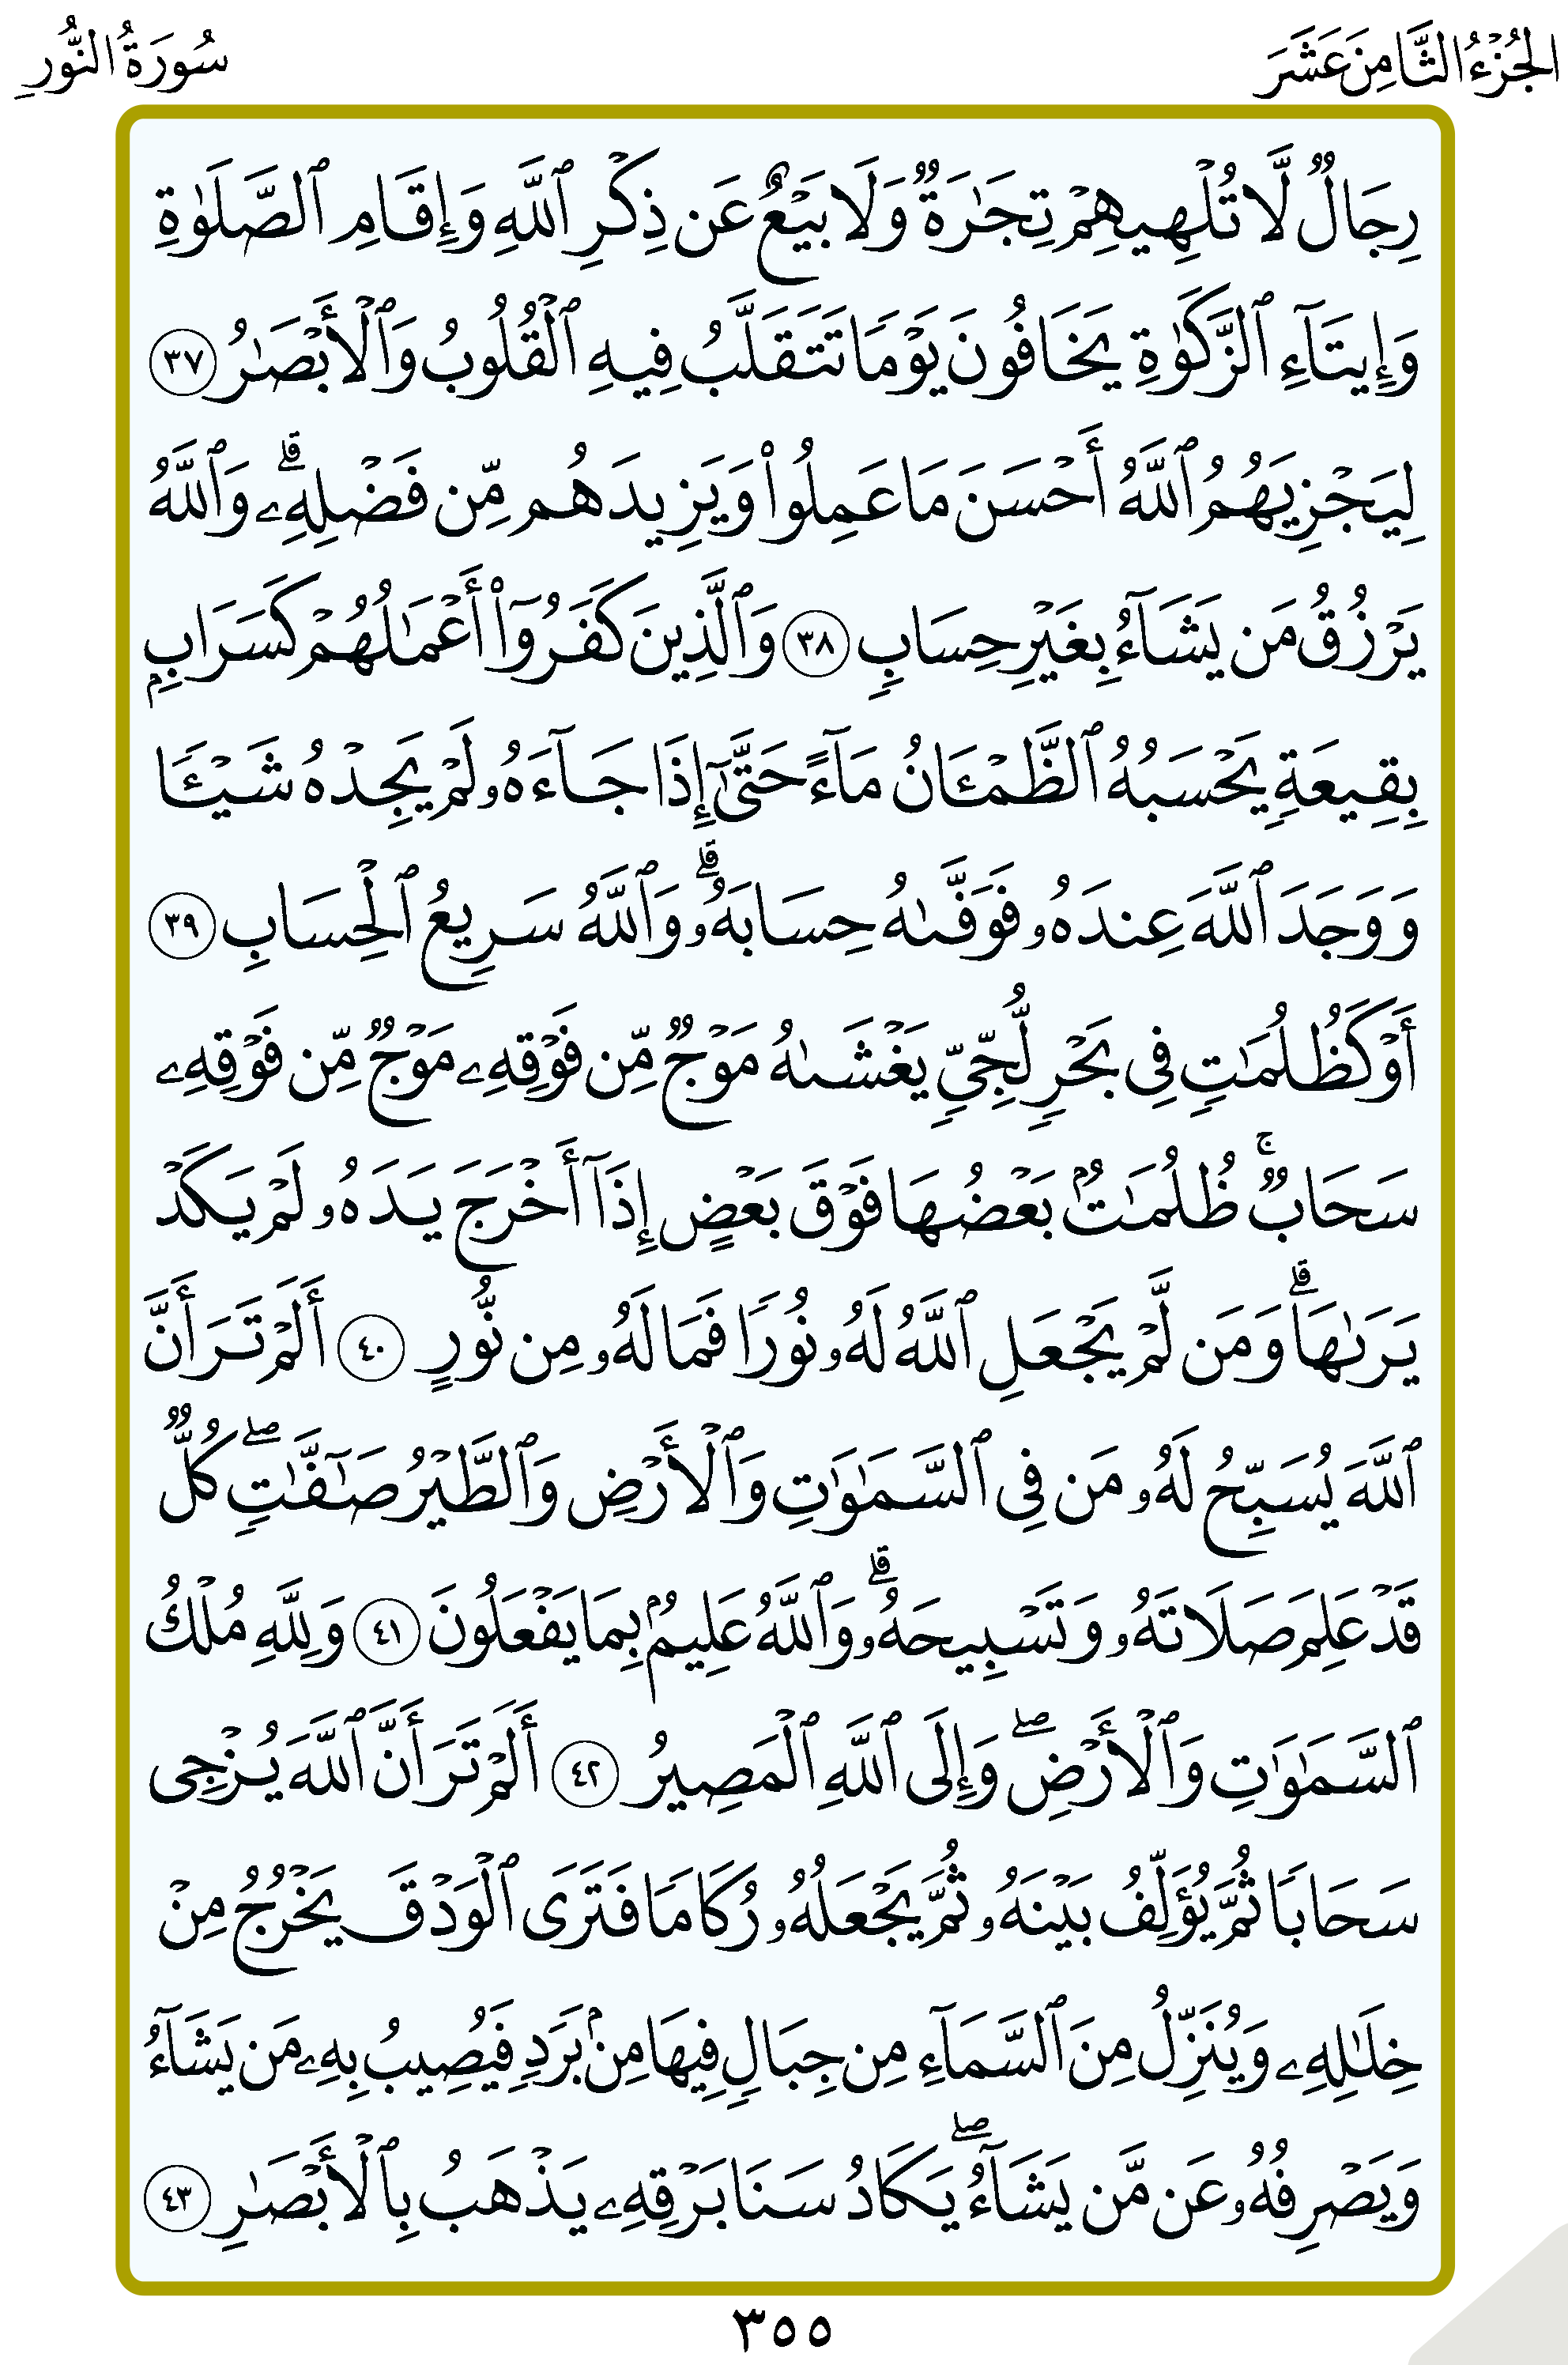 الجُزْءُ الثَّامِنَ عَشَرَ
سُورَةُ النُّورِ
رِجَالٌ لَّا تُلْهِيهِمْ تِجَٰرَةٌ وَلَا بَيْعٌ عَن ذِكْرِ ٱللَّهِ وَإِقَامِ ٱلصَّلَوٰةِ
وَإِيتَآءِ ٱلزَّكَوٰةِ يَخَافُونَ يَوْمًا تَتَقَلَّبُ فِيهِ ٱلْقُلُوبُ وَٱلْأَبْصَٰرُ ٣٧
لِيَجْزِيَهُمُ ٱللَّهُ أَحْسَنَ مَا عَمِلُوا۟ وَيَزِيدَهُم مِّن فَضْلِهِۦ ۗ وَٱللَّهُ
يَرْزُقُ مَن يَشَآءُ بِغَيْرِ حِسَابٍ ٣٨ وَٱلَّذِينَ كَفَرُوٓا۟ أَعْمَٰلُهُمْ كَسَرَابٍۭ
بِقِيعَةٍ يَحْسَبُهُ ٱلظَّمْـَٔانُ مَآءً حَتَّىٰٓ إِذَا جَآءَهُۥ لَمْ يَجِدْهُ شَيْـًٔا
وَوَجَدَ ٱللَّهَ عِندَهُۥ فَوَفَّىٰهُ حِسَابَهُۥ ۗ وَٱللَّهُ سَرِيعُ ٱلْحِسَابِ ٣٩
أَوْ كَظُلُمَٰتٍ فِى بَحْرٍ لُّجِّىٍّ يَغْشَىٰهُ مَوْجٌ مِّن فَوْقِهِۦ مَوْجٌ مِّن فَوْقِهِۦ
سَحَابٌ ۚ ظُلُمَٰتٌۢ بَعْضُهَا فَوْقَ بَعْضٍ إِذَآ أَخْرَجَ يَدَهُۥ لَمْ يَكَدْ
يَرَىٰهَا ۗ وَمَن لَّمْ يَجْعَلِ ٱللَّهُ لَهُۥ نُورًا فَمَا لَهُۥ مِن نُّورٍ ٤٠ أَلَمْ تَرَ أَنَّ
ٱللَّهَ يُسَبِّحُ لَهُۥ مَن فِى ٱلسَّمَٰوَٰتِ وَٱلْأَرْضِ وَٱلطَّيْرُ صَٰٓفَّٰتٍ ۖ كُلٌّ
قَدْ عَلِمَ صَلَاتَهُۥ وَتَسْبِيحَهُۥ ۗ وَٱللَّهُ عَلِيمٌۢ بِمَا يَفْعَلُونَ ٤١ وَلِلَّهِ مُلْكُ
ٱلسَّمَٰوَٰتِ وَٱلْأَرْضِ ۖ وَإِلَى ٱللَّهِ ٱلْمَصِيرُ ٤٢ أَلَمْ تَرَ أَنَّ ٱللَّهَ يُزْجِى
سَحَابًا ثُمَّ يُؤَلِّفُ بَيْنَهُۥ ثُمَّ يَجْعَلُهُۥ رُكَامًا فَتَرَى ٱلْوَدْقَ يَخْرُجُ مِنْ
خِلَٰلِهِۦ وَيُنَزِّلُ مِنَ ٱلسَّمَآءِ مِن جِبَالٍ فِيهَا مِنۢ بَرَدٍ فَيُصِيبُ بِهِۦ مَن يَشَآءُ
وَيَصْرِفُهُۥ عَن مَّن يَشَآءُ ۖ يَكَادُ سَنَا بَرْقِهِۦ يَذْهَبُ بِٱلْأَبْصَٰرِ ٤٣
٣٥٥